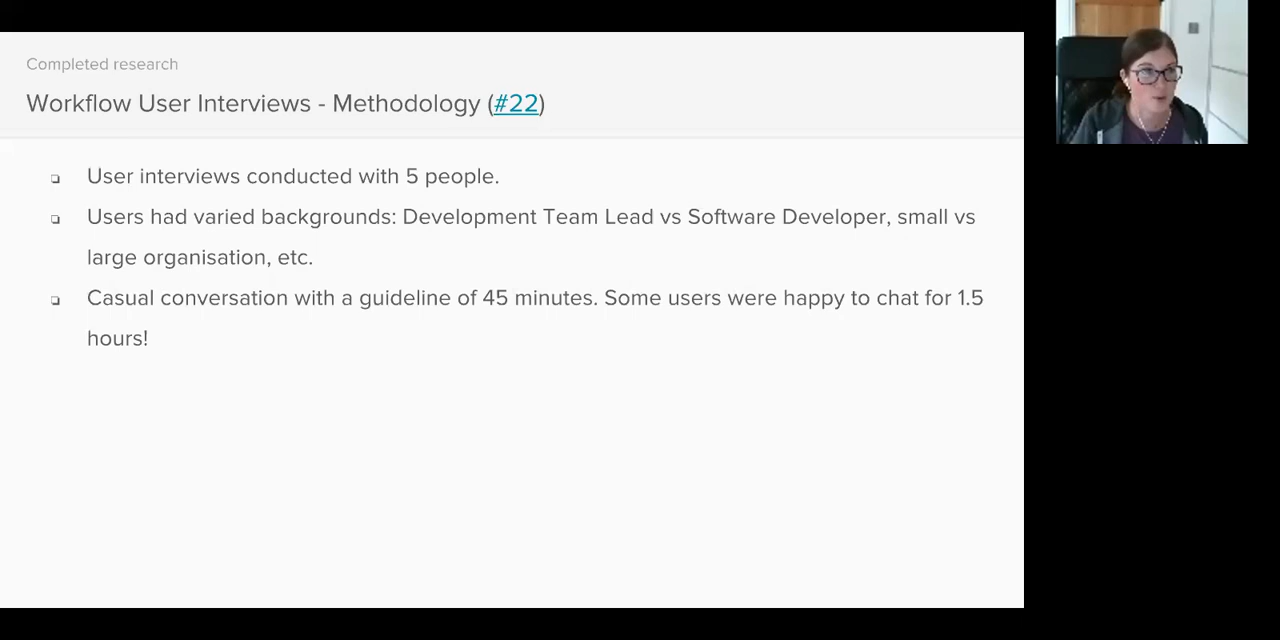 Completed research
Workflow User Interviews - Methodology (#22)
User interviews conducted with 5 people.
Users had varied backgrounds: Development Team Lead vs Software Developer, small vs
large organisation, etc.
Casual conversation with a guideline of 45 minutes. Some users were happy to chat for 1.5
hours!